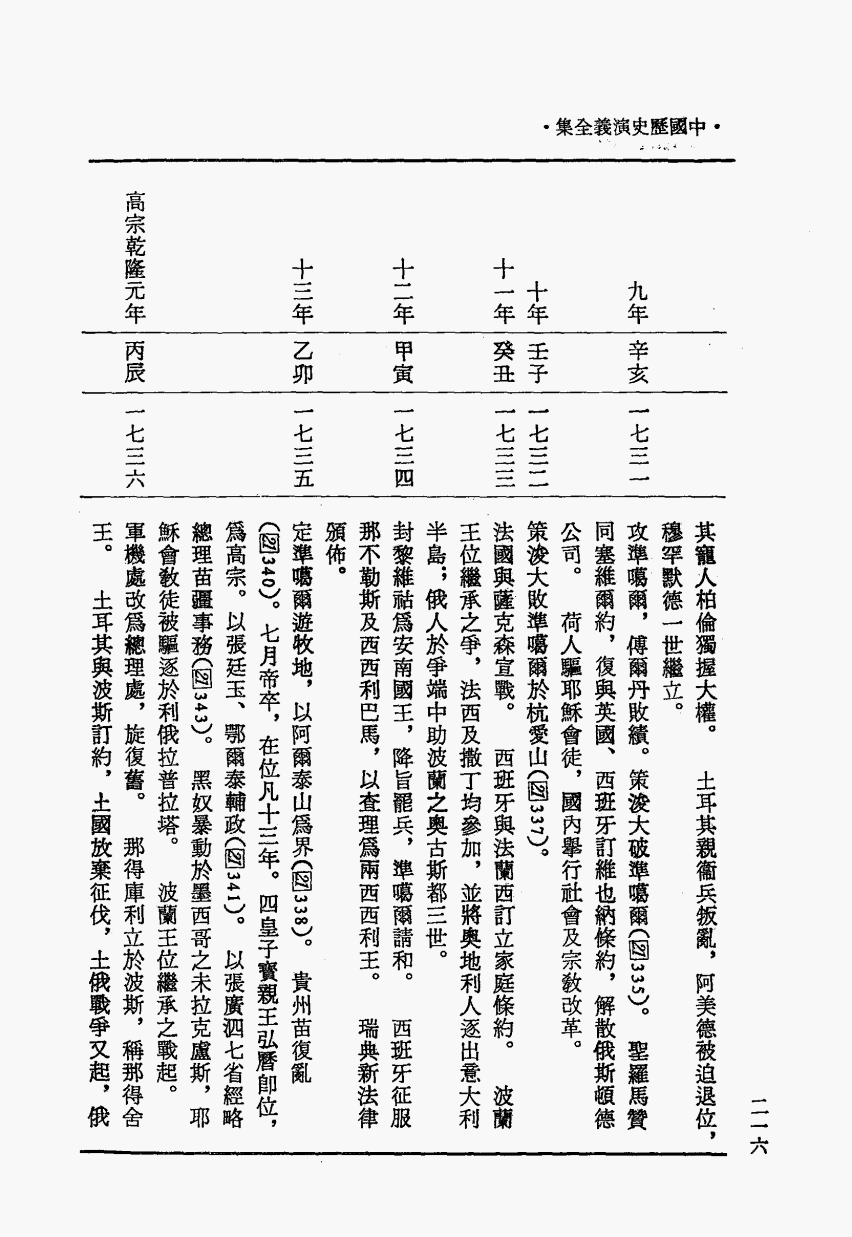 ・中國歷史演義全集・
其寵人柏倫獨握大權。　土耳其親衞兵叛亂，阿美德被迫退位，
穆罕默德一世繼立。
九年　辛亥　一七三一　攻準噶爾，傅爾丹敗績。策浚大破準噶爾（図335）。　聖羅馬贊
同塞維爾約，復與英國、西班牙訂維也納條約，解散俄斯頓德
公司。　荷人驅耶穌會徒，國內舉行社會及宗敎改革。
十年　壬子　一七三二　策浚大敗準噶爾於杭愛山（図337）。
十一年　癸丑　一七三三　法國與薩克森宣戰。　西班牙與法蘭西訂立家庭條約。　波蘭
王位繼承之爭，法西及撒丁均參加，並將奧地利人逐出意大利
半島；俄人於爭端中助波蘭之奧古斯都三世。
十二年　甲寅　一七三四　封黎維祜爲安南國王，降旨罷兵，準噶爾請和。　西班牙征服
那不勒斯及西西利巴馬，以查理爲兩西西利王。　瑞典新法律
頒佈。
十三年　乙卯　一七三五　定準噶爾遊牧地，以阿爾泰山爲界（図338）。　貴州苗復亂
（図340）。七月帝卒，在位凡十三年。四皇子寶親王弘曆卽位，
爲高宗。以張廷玉、鄂爾泰輔政（図341）。　以張廣泗七省經略
總理苗疆事務（図343）。　黑奴暴動於墨西哥之未拉克盧斯，耶
穌會敎徒被驅逐於利俄拉普拉塔。　波蘭王位繼承之戰起。
高宗乾隆元年　丙辰　一七三六　軍機處改爲總理處，旋復舊。　那得庫利立於波斯，稱那得舍
王。　土耳其與波斯訂約，土國放棄征伐，土俄戰爭又起，俄
二一六